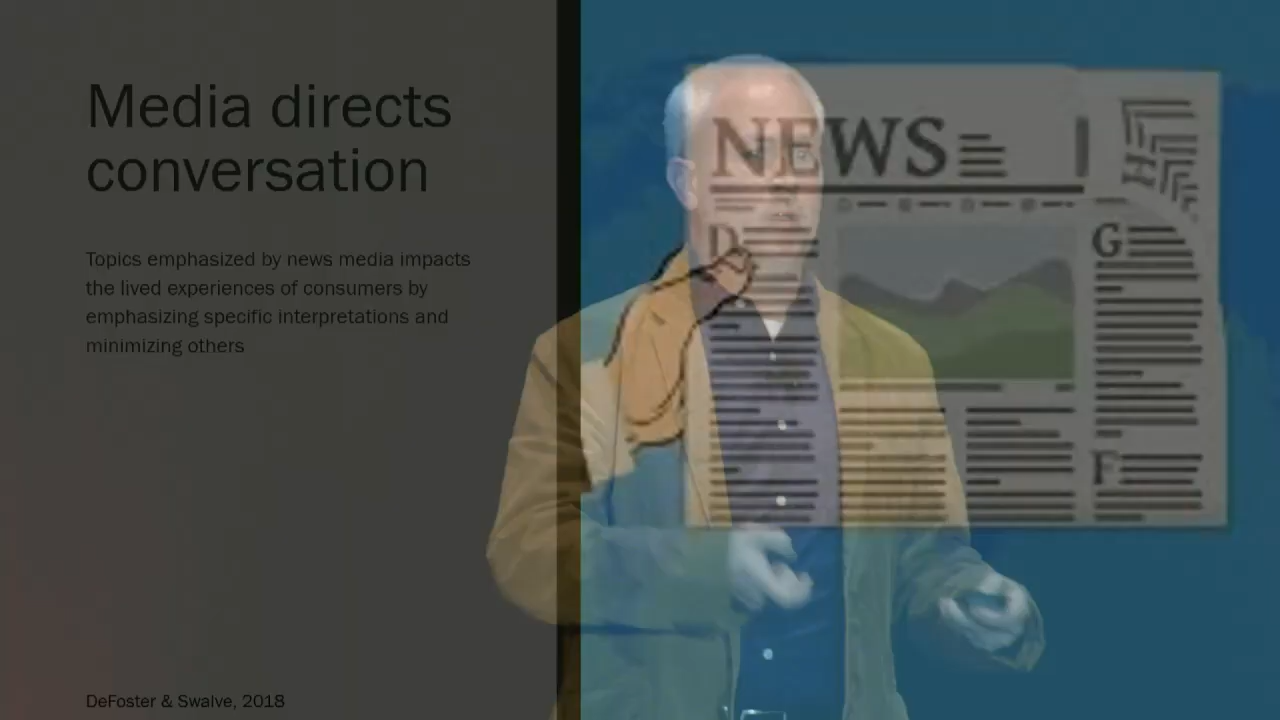 Media directs
conversation
Topics emphasized by news media impacts
the lived experiences of consumers by
emphasizing specific interpretations and
minimizing others
DeFoster & Swalve, 2018
NEWS
H
D
G
F